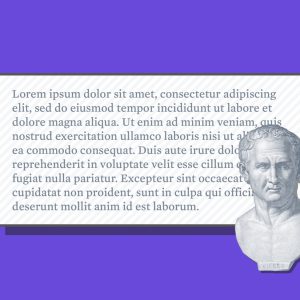 Lorem ipsum dolor sit amet, consectetur adipiscing
elit, sed do eiusmod tempor incididunt ut labore et
dolore magna aliqua. Ut enim ad minim veniam, quis
nostrud exercitation ullamco laboris nisi ut al
ea commodo consequat. Duis aute irure dolo
reprehenderit in voluptate velit esse cillum
fugiat nulla pariatur. Excepteur sint occaecat
cupidatat non proident, sunt in culpa qui offici
deserunt mollit anim id est laborum.